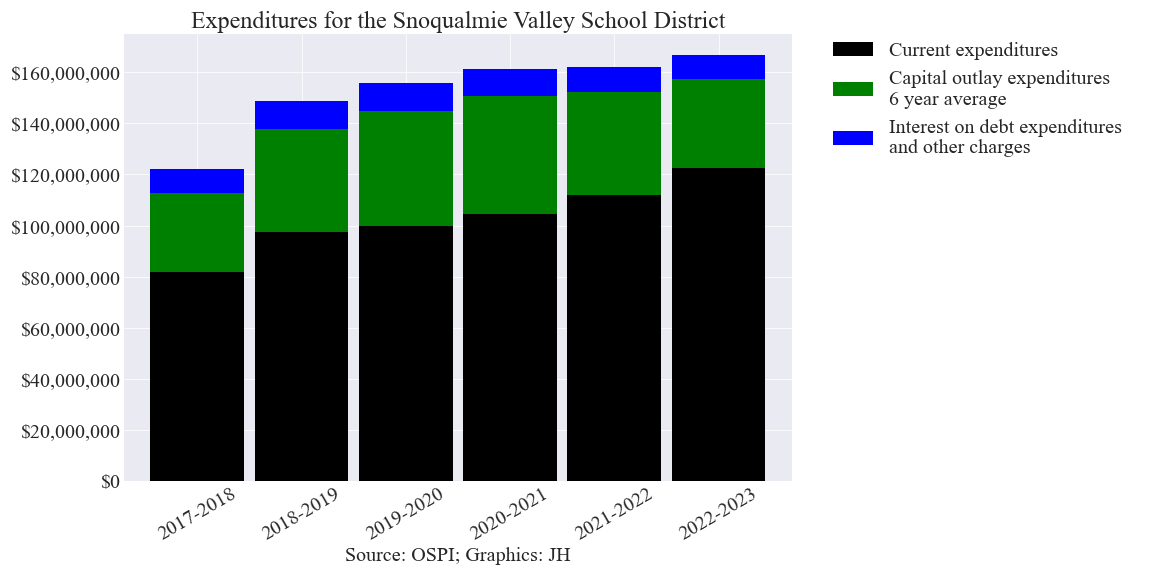 Expenditures for the Snoqualmie Valley School District
$160,000,000
$140,000,000
$120,000,000
$100,000,000
$80,000,000
$60,000,000
$40,000,000
$20,000,000
$0
2017-2018
2018-2019
2019-2020
2020-2021
2021-2022
2022-2023
Source: OSPI; Graphics: JH
Current expenditures
Capital outlay expenditures
6 year average
Interest on debt expenditures
and other charges